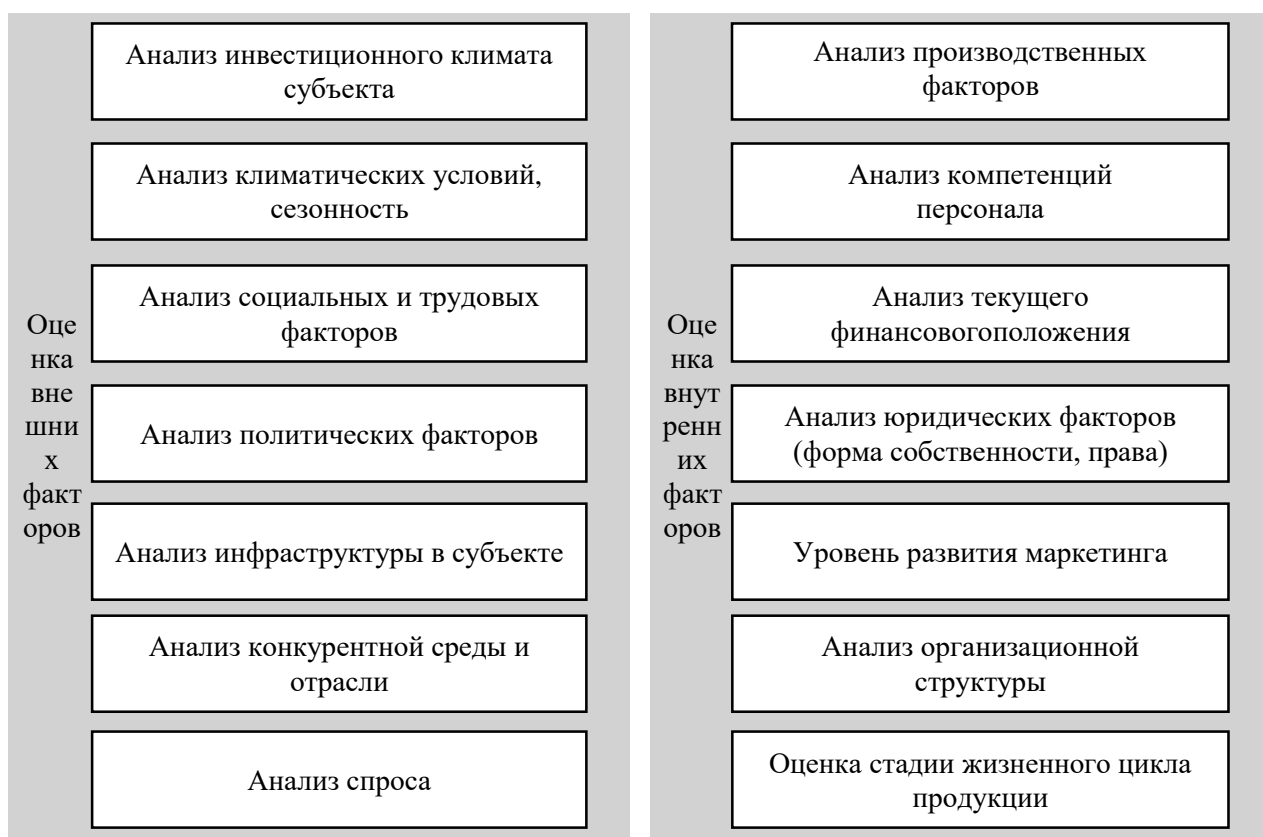 Оце
нка
вне
шни
х
факт
оров
Анализ инвестиционного климата
субъекта
Анализ климатических условий,
сезонность
Анализ социальных и трудовых
факторов
Анализ политических факторов
Анализ инфраструктуры в субъекте
Анализ конкурентной среды и
отрасли
Анализ спроса
Оце
нка
внут
ренн
их
факт
оров
Анализ производственных
факторов
Анализ компетенций
персонала
Анализ текущего
финансовогоположения
Анализ юридических факторов
(форма собственности, права)
Уровень развития маркетинга
Анализ организационной
структуры
Оценка стадии жизненного цикла
продукции